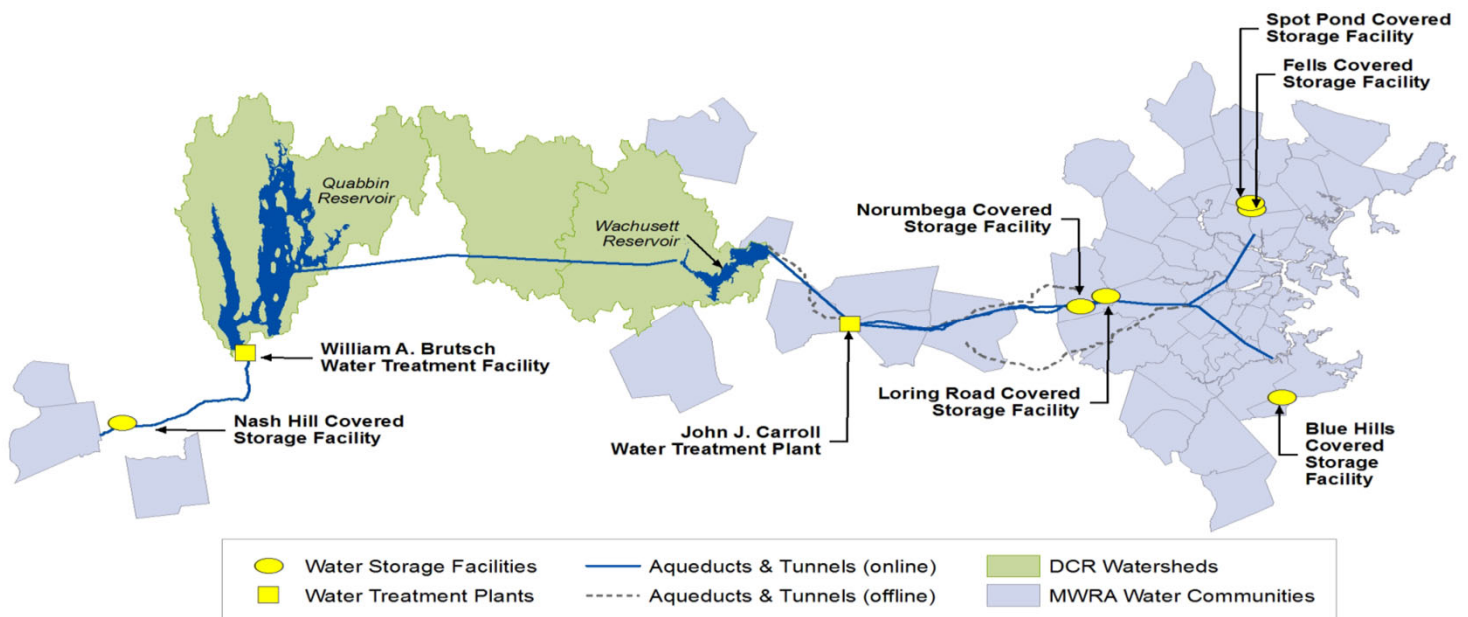 Spot Pond Covered
Storage Facility
Fells Covered
Storage Facility
Quabbin
Reservoir
Wachusett
Reservoir
Norumbega Covered
Storage Facility
William A. Brutsch
Water Treatment Facility
Nash Hill Covered
Storage Facility
John J. Carroll
Water Treatment Plant
Loring Road Covered
Storage Facility
Blue Hills
Covered
Storage
Facility
Water Storage Facilities
Aqueducts & Tunnels (online)
DCR Watersheds
Water Treatment Plants
Aqueducts & Tunnels (offline)
MWRA Water Communities